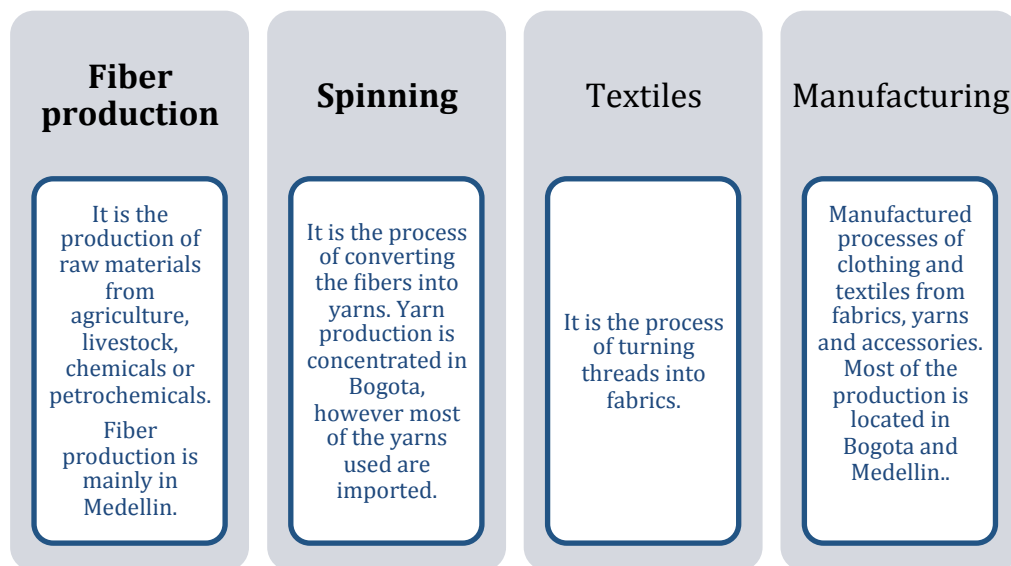 Fiber
production
It is the
production of
raw materials
from
agriculture,
livestock,
chemicals or
petrochemicals.
Fiber
production is
mainly in
Medellin.
Spinning
It is the process
of converting
the fibers into
yarns. Yarn
production is
concentrated in
Bogota,
however most
of the yarns
used are
imported.
Textiles
It is the process
of turning
threads into
fabrics.
Manufacturing
Manufactured
processes of
clothing and
textiles from
fabrics, yarns
and accessories.
Most of the
production is
located in
Bogota and
Medellin..